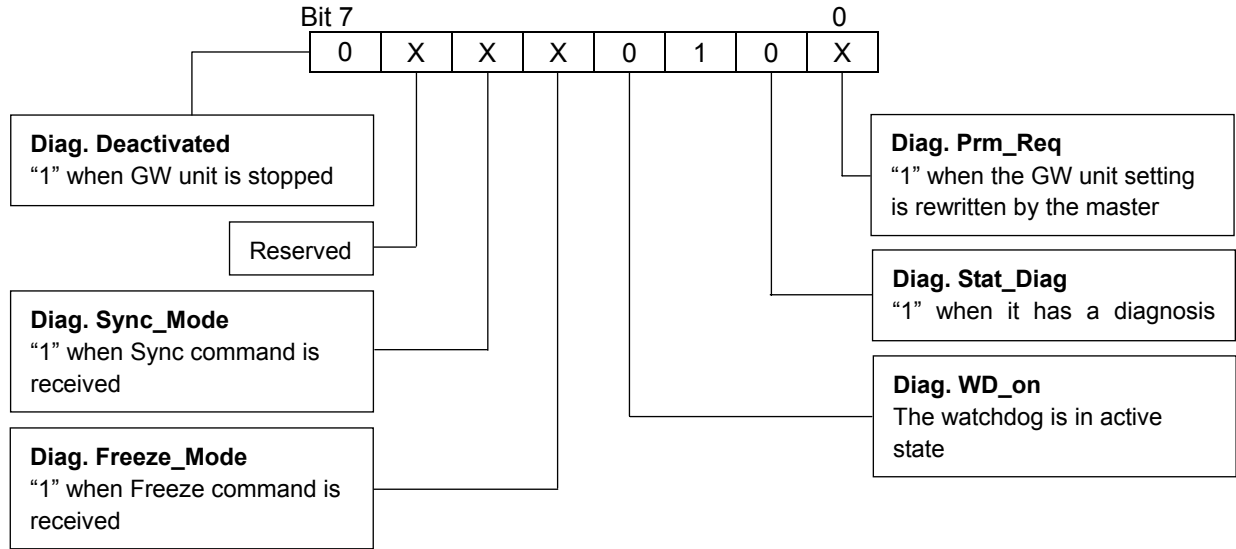 Bit 7 0
0 X X X 0 1 0 X
Diag. Deactivated
“1” when GW unit is stopped
Reserved
Diag. Sync_Mode
“1” when Sync command is
received
Diag. Freeze_Mode
“1” when Freeze command is
received
Diag. Prm_Req
“1” when the GW unit setting
is rewritten by the master
Diag. Stat_Diag
“1” when it has a diagnosis
Diag. WD_on
The watchdog is in active
state